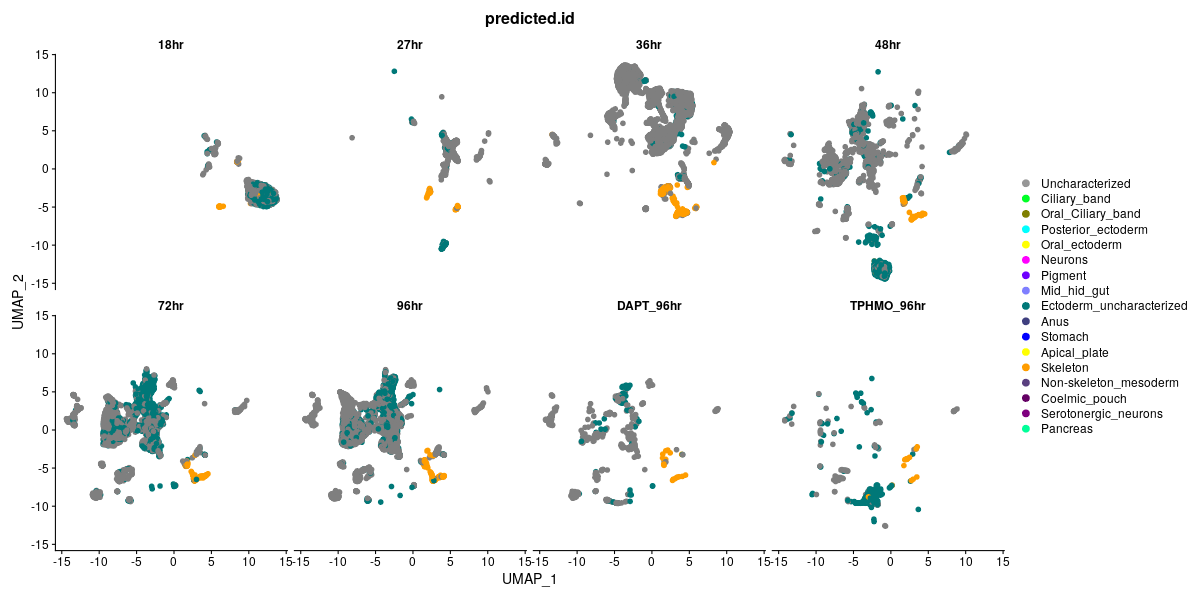 predicted.id
18hr 27hr 36hr 48hr
15
10
5
0
-5
-10
-15
72hr 96hr DAPT_96hr TPHMO_96hr
15
10
5
0
-5
-10
-15
-15 -10 -5 0 5 10 15 -15 -10 -5 0 5 10 15 -15 -10 -5 0 5 10 15 -15 -10 -5 0 5 10 15
UMAP_1
UMAP_2
Uncharacterized
Ciliary_band
Oral_Ciliary_band
Posterior_ectoderm
Oral_ectoderm
Neurons
Pigment
Mid_hid_gut
Ectoderm_uncharacterized
Anus
Stomach
Apical_plate
Skeleton
Non-skeleton_mesoderm
Coelmic_pouch
Serotonergic_neurons
Pancreas